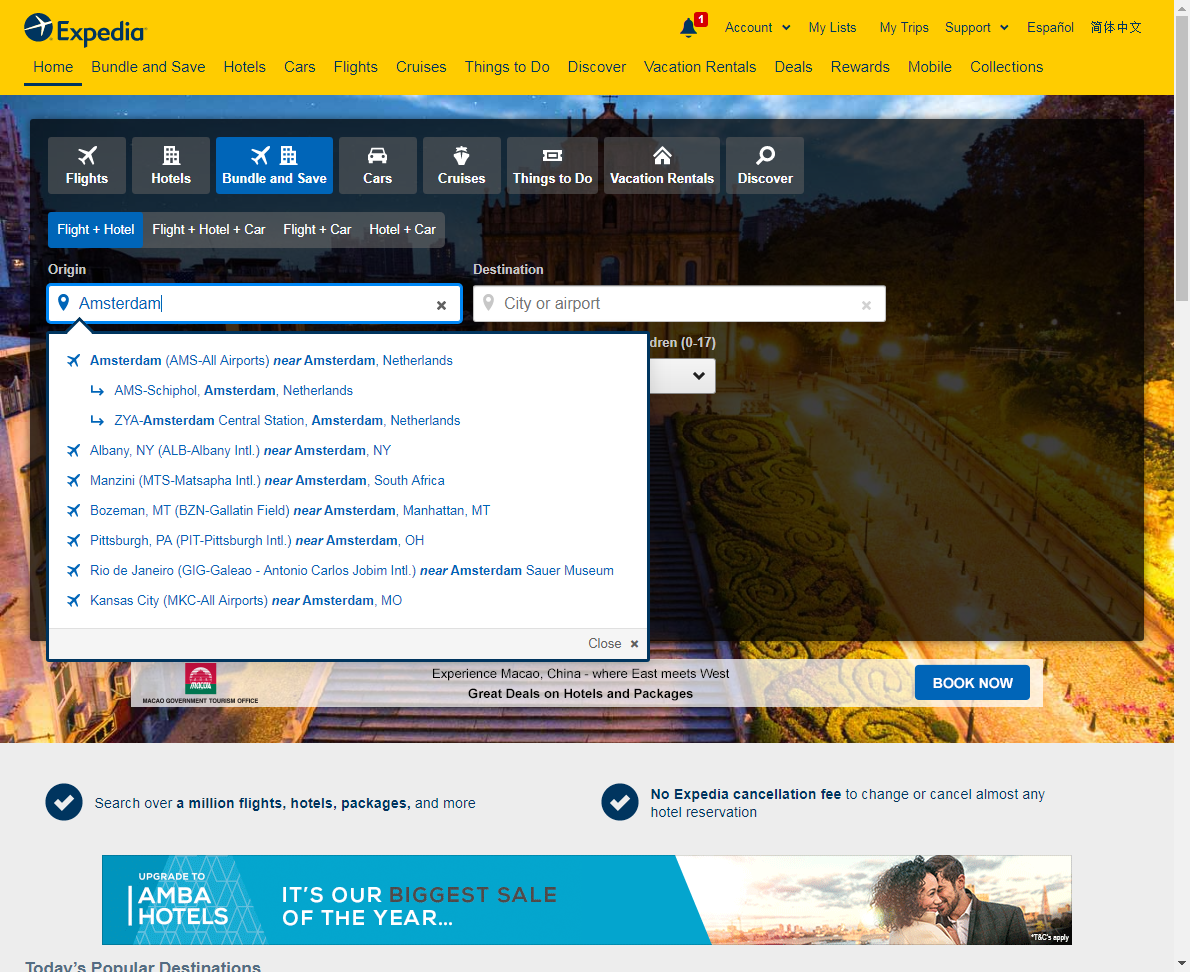 Expedia
1
Account
My Lists
My Trips
Support
Español
简体中文
Home
Bundle and Save
Hotels
Cars
Flights
Cruises
Things to Do
Discover
Vacation Rentals
Deals
Rewards
Mobile
Collections
Flights
Hotels
Bundle and Save
Cars
Cruises
Things to Do
Vacation Rentals
Discover
Flight + Hotel
Flight + Hotel + Car
Flight + Car
Hotel + Car
Origin
Destination
Amsterdam
City or airport
dren (0-17)
Amsterdam (AMS-All Airports) near Amsterdam, Netherlands
AMS-Schiphol, Amsterdam, Netherlands
ZYA-Amsterdam Central Station, Amsterdam, Netherlands
Albany, NY (ALB-Albany Intl.) near Amsterdam, NY
Manzini (MTS-Matsapha Intl.) near Amsterdam, South Africa
Bozeman, MT (BZN-Gallatin Field) near Amsterdam, Manhattan, MT
Pittsburgh, PA (PIT-Pittsburgh Intl.) near Amsterdam, OH
Rio de Janeiro (GIG-Galeao - Antonio Carlos Jobim Intl.) near Amsterdam Sauer Museum
Kansas City (MKC-All Airports) near Amsterdam, MO
Close
MACAO
MACAO GOVERNMENT TOURISM OFFICE
Experience Macao, China - where East meets West
Great Deals on Hotels and Packages
BOOK NOW
Search over a million flights, hotels, packages, and more
No Expedia cancellation fee to change or cancel almost any
hotel reservation
UPGRADE TO
AMBA
HOTELS
IT'S OUR BIGGEST SALE
OF THE YEAR...
*T&C's apply
Today's Popular Destinations